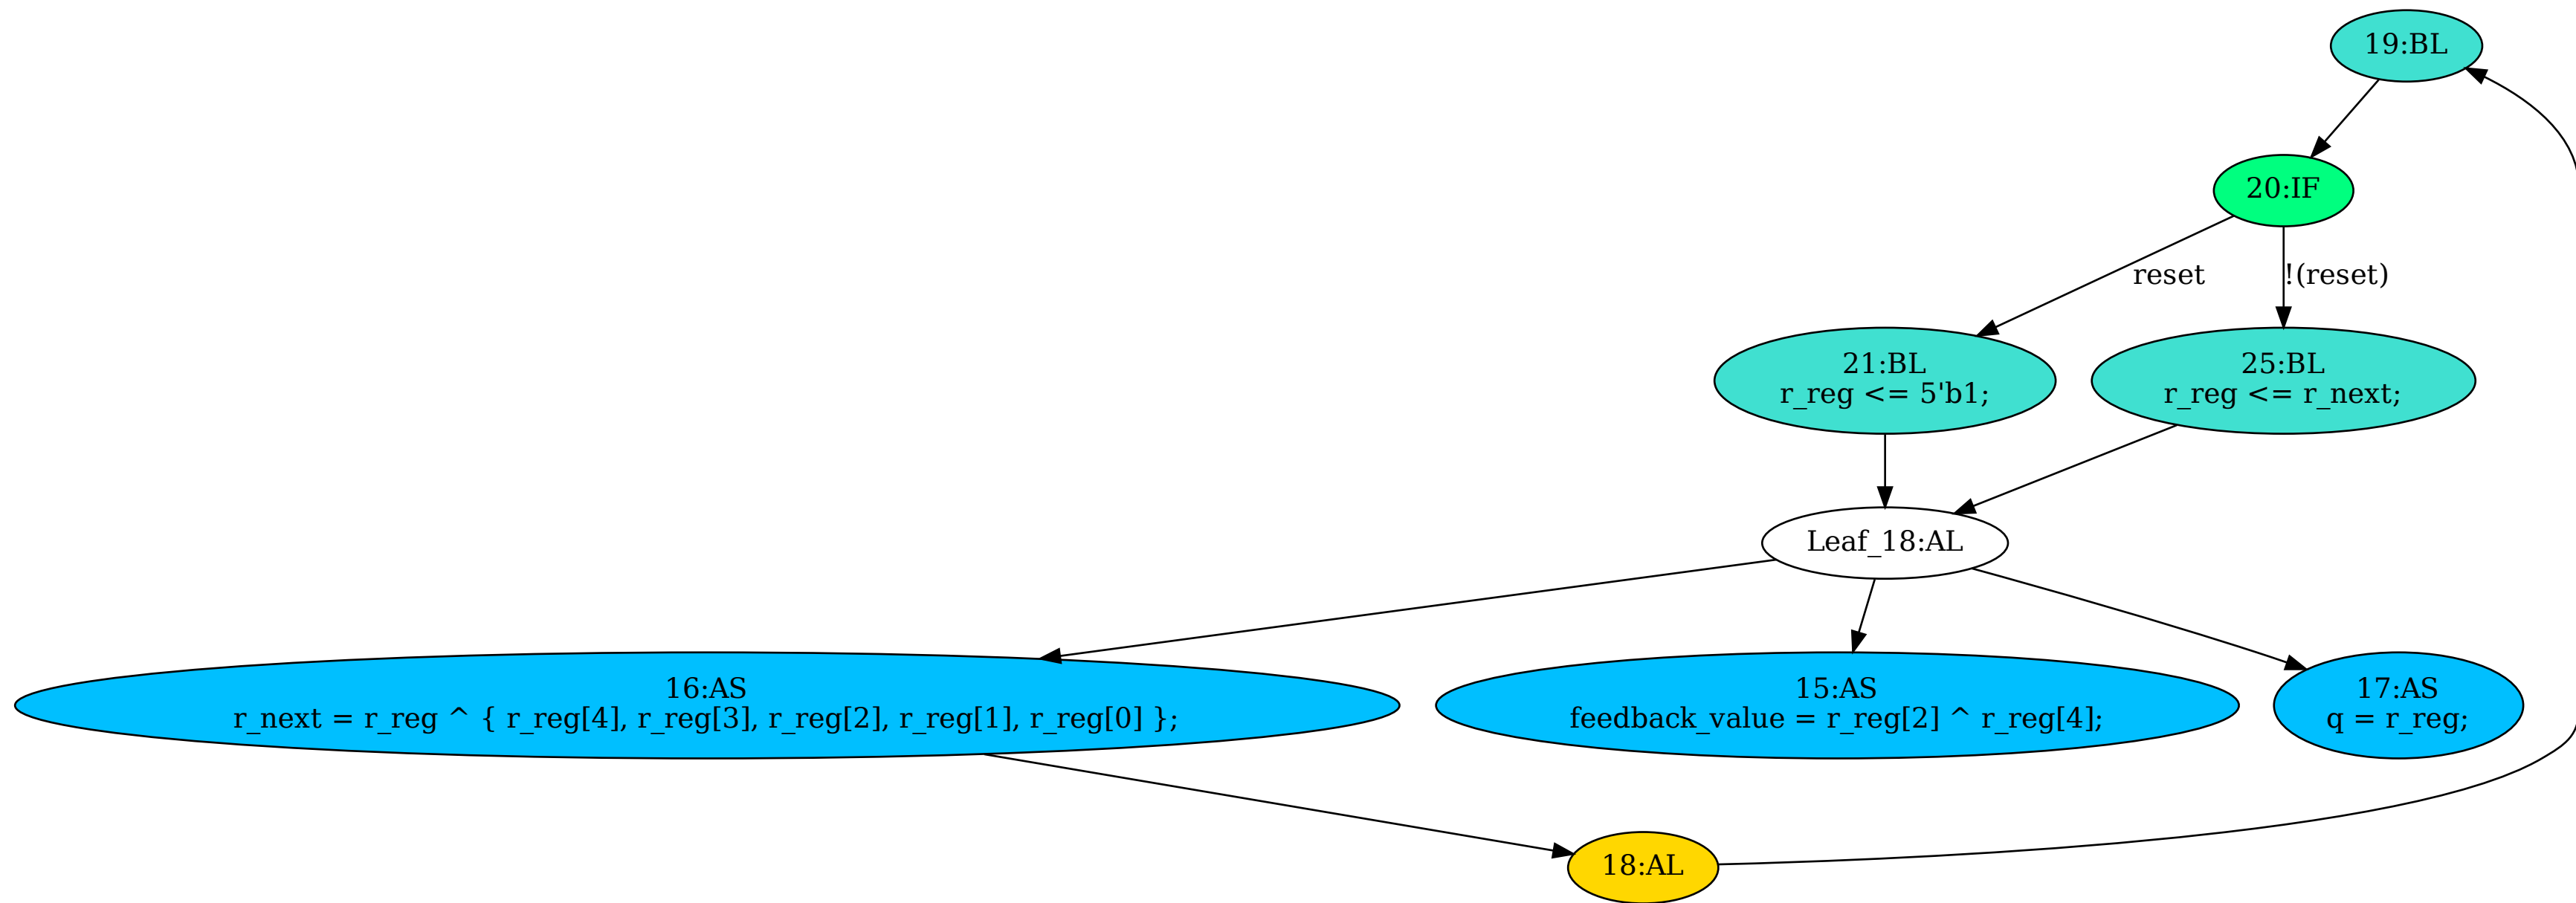 19:BL
20:IF
reset
!(reset)
21:BL
r_reg <= 5'b1;
25:BL
r_reg <= r_next;
Leaf_18:AL
16:AS
r_next = r_reg ^ { r_reg[4], r_reg[3], r_reg[2], r_reg[1], r_reg[0] };
15:AS
feedback_value = r_reg[2] ^ r_reg[4];
17:AS
q = r_reg;
18:AL